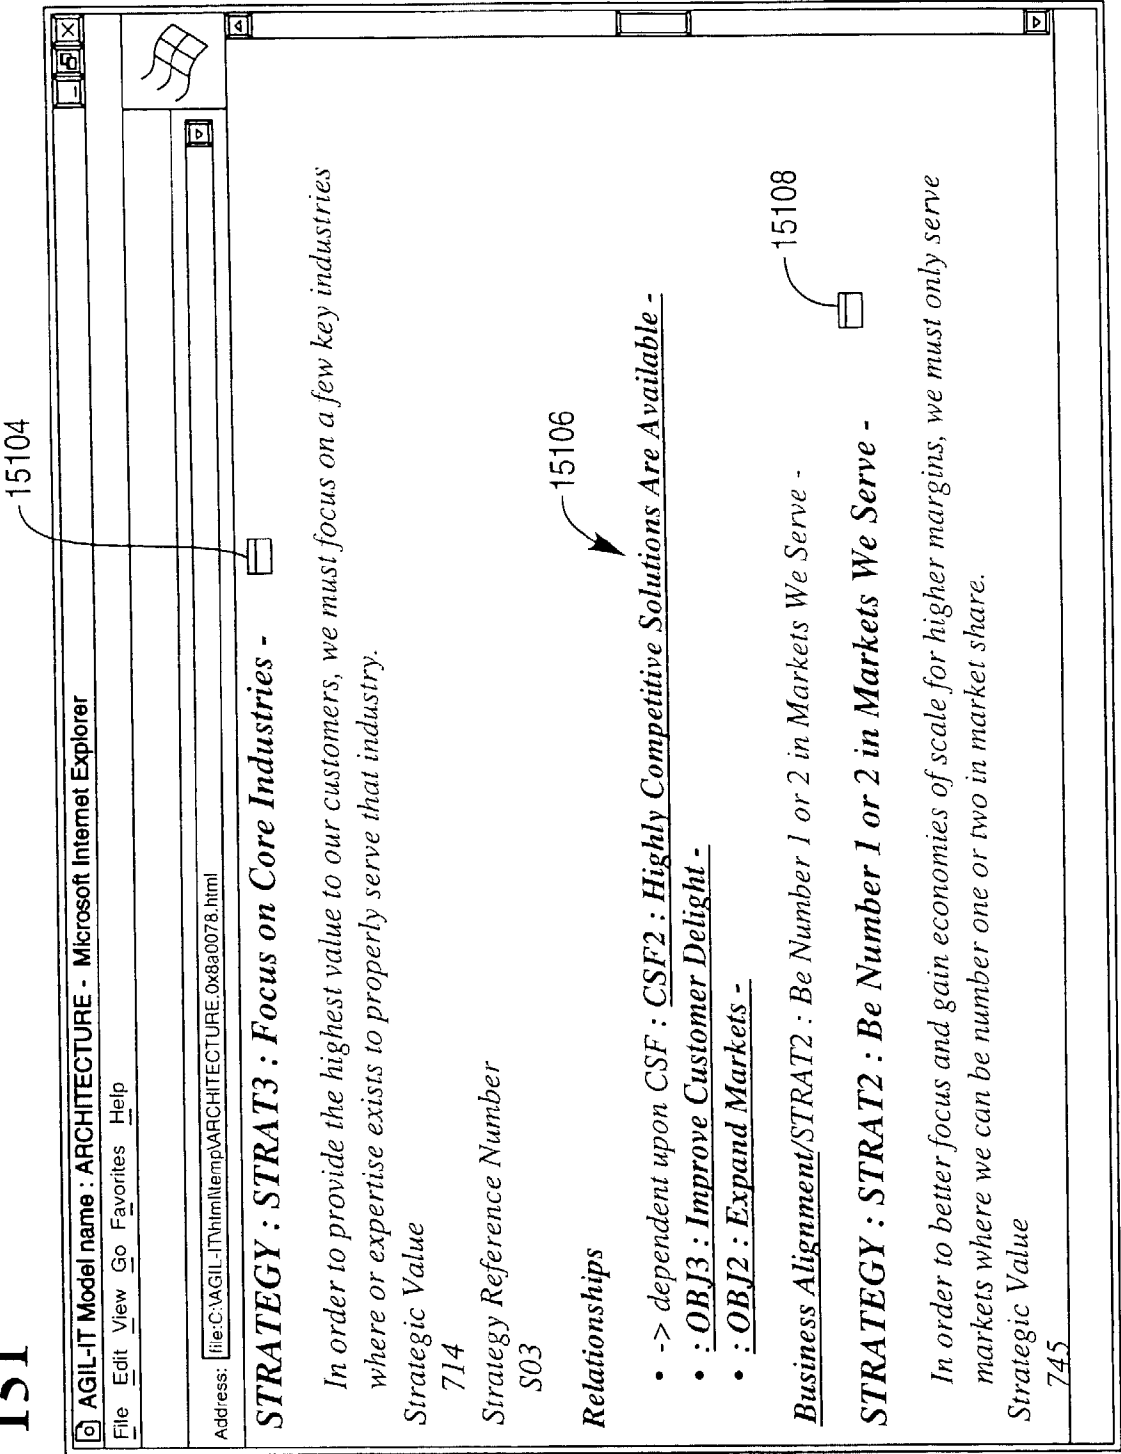 151
15104
AGIL-IT Model name : ARCHITECTURE - Microsoft Internet Explorer
File Edit View Go Favorites Help
Address: file:C:\AGIL-IT\html\temp\ARCHITECTURE.0x8a0078.html
STRATEGY : STRAT3 : Focus on Core Industries -
In order to provide the highest value to our customers, we must focus on a few key industries
where or expertise exists to properly serve that industry.
Strategic Value
714
Strategy Reference Number
S03
15106
Relationships
• -> dependent upon CSF : CSF2 : Highly Competitive Solutions Are Available -
• : OBJ3 : Improve Customer Delight -
• : OBJ2 : Expand Markets -
15108
Business Alignment/STRAT2 : Be Number 1 or 2 in Markets We Serve -
STRATEGY : STRAT2 : Be Number 1 or 2 in Markets We Serve -
In order to better focus and gain economies of scale for higher margins, we must only serve
markets where we can be number one or two in market share.
Strategic Value
745